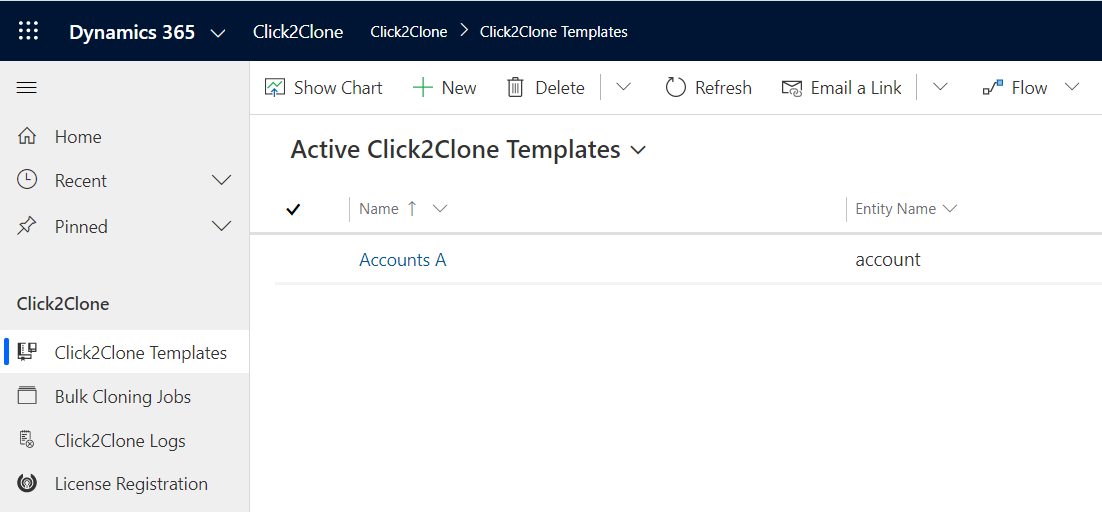 Dynamics 365 Click2Clone Click2Clone Click2Clone Templates
Show Chart New Delete Refresh Email a Link Flow
Home
Recent
Pinned
Click2Clone
Click2Clone Templates
Bulk Cloning Jobs
Click2Clone Logs
License Registration
Active Click2Clone Templates
Name Entity Name
Accounts A account